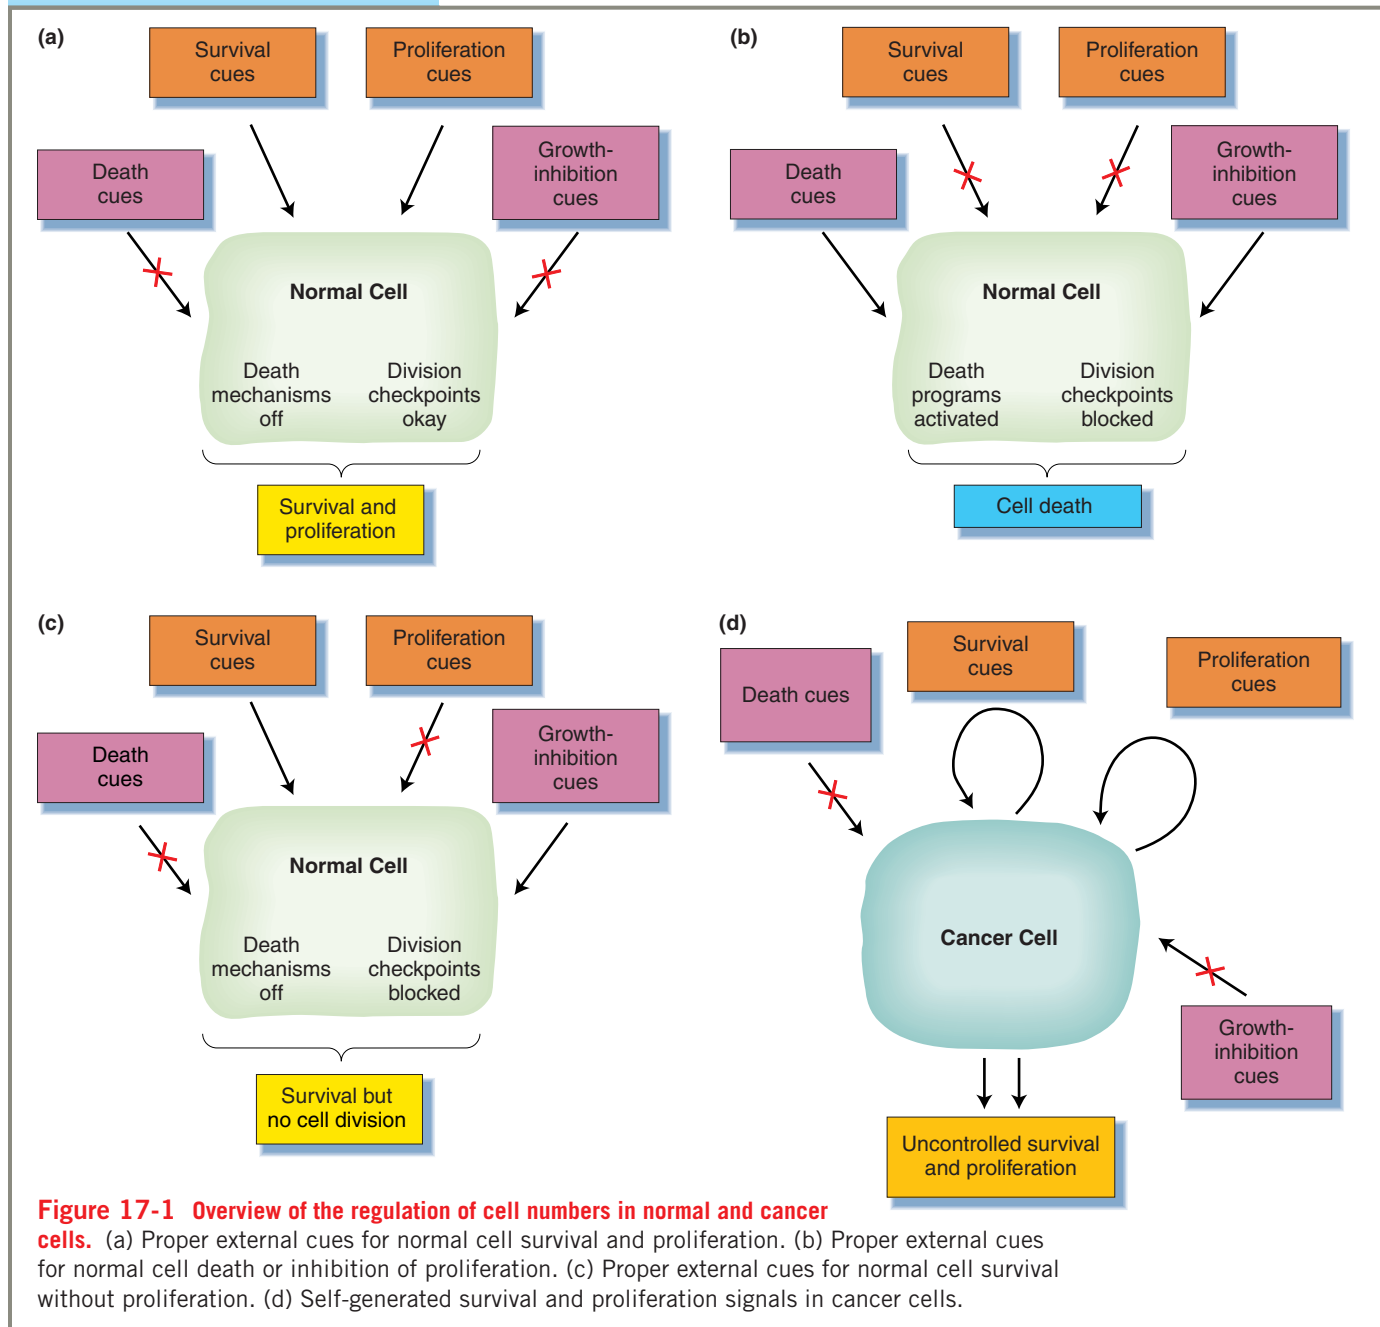 (a)
Survival
cues
Proliferation
cues
Death
cues
Growth-
inhibition
cues
Normal Cell
Death
mechanisms
off
Division
checkpoints
okay
Survival and
proliferation
(b)
Survival
cues
Proliferation
cues
Death
cues
Growth-
inhibition
cues
Normal Cell
Death
programs
activated
Division
checkpoints
blocked
Cell death
(c)
Survival
cues
Proliferation
cues
Death
cues
Growth-
inhibition
cues
Normal Cell
Death
mechanisms
off
Division
checkpoints
blocked
Survival but
no cell division
(d)
Death cues
Survival
cues
Proliferation
cues
Cancer Cell
Growth-
inhibition
cues
Uncontrolled survival
and proliferation
Figure 17-1 Overview of the regulation of cell numbers in normal and cancer
cells. (a) Proper external cues for normal cell survival and proliferation. (b) Proper external cues
for normal cell death or inhibition of proliferation. (c) Proper external cues for normal cell survival
without proliferation. (d) Self-generated survival and proliferation signals in cancer cells.